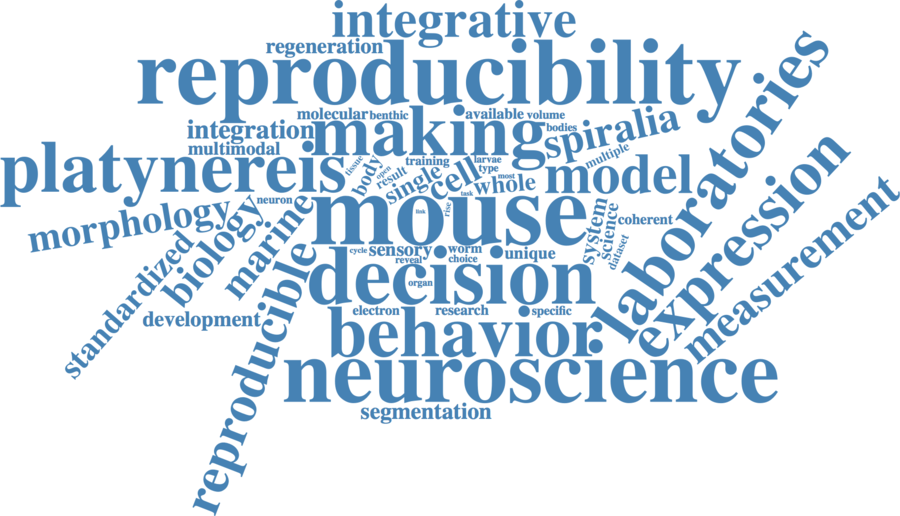 integrative
regeneration
reproducibility
laboratories
molecular
benthic
available
volume
integration
making
bodies
spiralia
multimodal
multiple
platynereis
tissue
body
open
result
training
larvae
type
single
cell
most
whole
task
model
expression
neuron
morphology
biology
marine
mouse
link
rise
system
science
coherent
dataset
measurement
standardized
cycle
sensory
worm
reveal
choice
unique
decision
organ
development
electron
research
specific
reproducible
behavior
neuroscience
segmentation